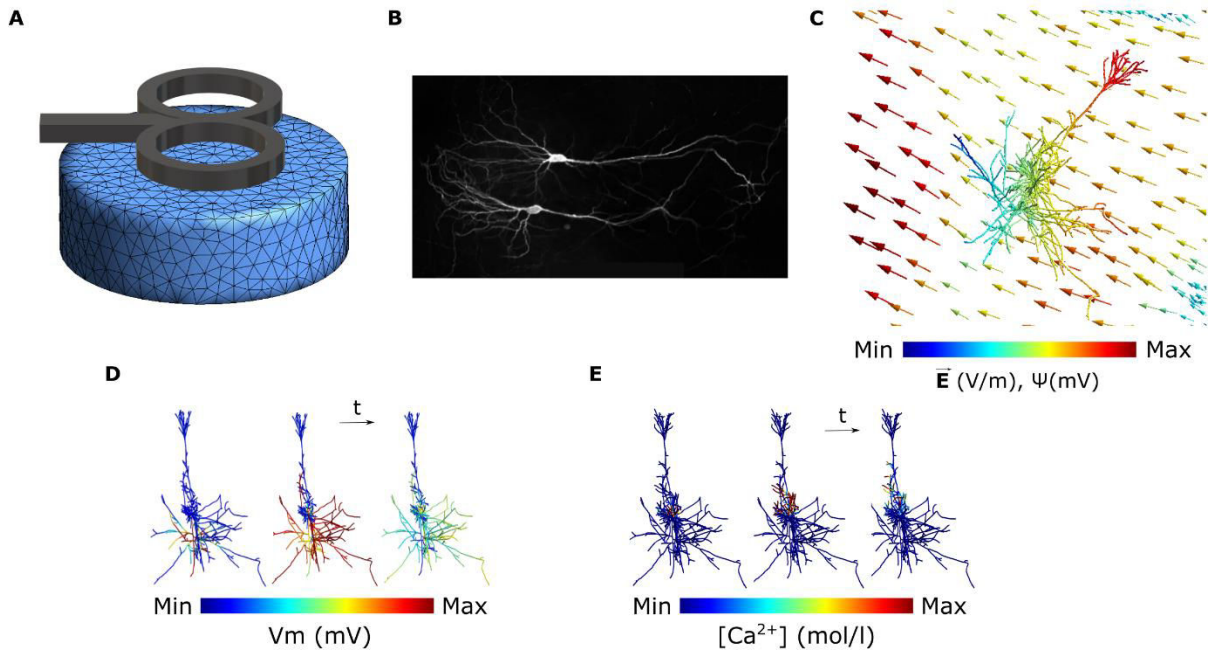 A
B
C
Min Max
E (V/m), Ψ(mV)
D
E
t
t
Min Max
Vm (mV)
Min Max
[Ca²⁺] (mol/l)